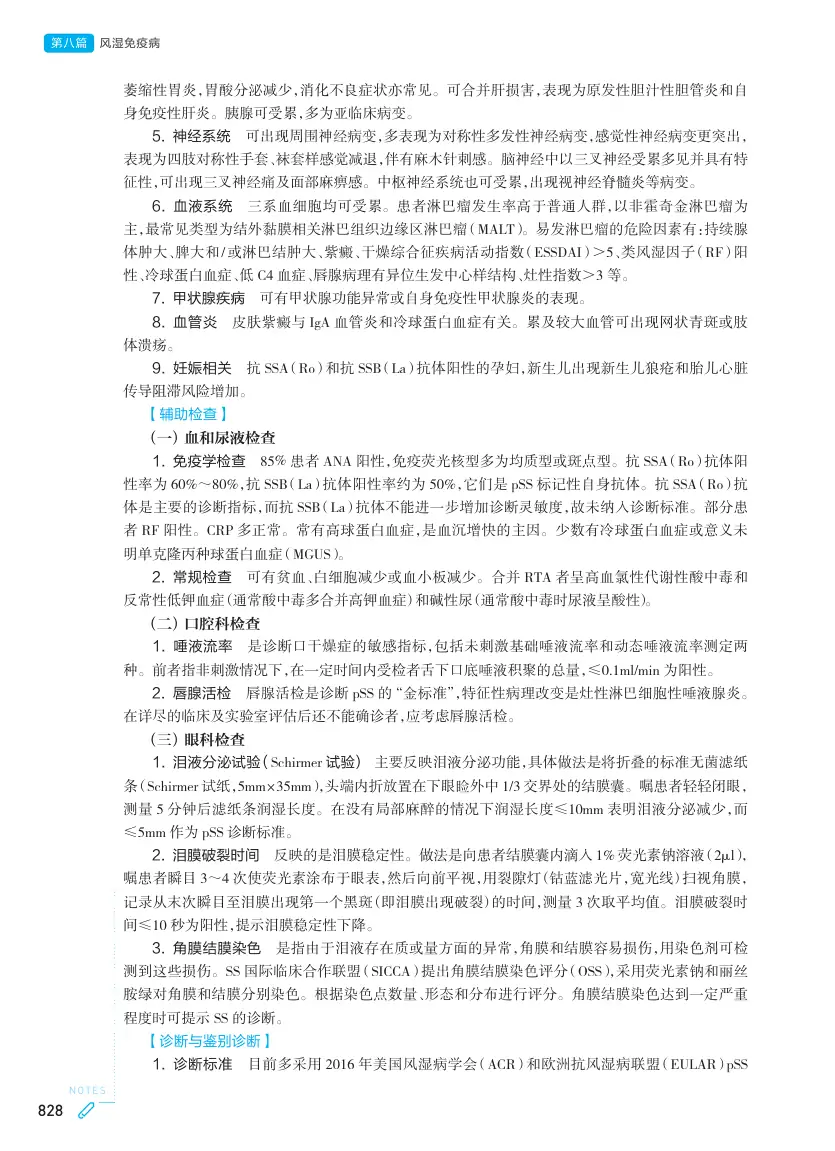 第八篇 风湿免疫病
萎缩性胃炎,胃酸分泌减少,消化不良症状亦常见。可合并肝损害,表现为原发性胆汁性胆管炎和自
身免疫性肝炎。胰腺可受累,多为亚临床病变。
5. 神经系统 可出现周围神经病变,多表现为对称性多发性神经病变,感觉性神经病变更突出,
表现为四肢对称性手套、袜套样感觉减退,伴有麻木针刺感。脑神经中以三叉神经受累多见并具有特
征性,可出现三叉神经痛及面部麻痹感。中枢神经系统也可受累,出现视神经脊髓炎等病变。
6. 血液系统 三系血细胞均可受累。患者淋巴瘤发生率高于普通人群,以非霍奇金淋巴瘤为
主,最常见类型为结外黏膜相关淋巴组织边缘区淋巴瘤(MALT)。易发淋巴瘤的危险因素有:持续腺
体肿大、脾大和/或淋巴结肿大、紫癜、干燥综合征疾病活动指数(ESSDAI)>5、类风湿因子(RF)阳
性、冷球蛋白血症、低 C4 血症、唇腺病理有异位生发中心样结构、灶性指数>3 等。
7. 甲状腺疾病 可有甲状腺功能异常或自身免疫性甲状腺炎的表现。
8. 血管炎 皮肤紫癜与 IgA 血管炎和冷球蛋白血症有关。累及较大血管可出现网状青斑或肢
体溃疡。
9. 妊娠相关 抗 SSA(Ro)和抗 SSB(La)抗体阳性的孕妇,新生儿出现新生儿狼疮和胎儿心脏
传导阻滞风险增加。
【辅助检查】
(一) 血和尿液检查
1. 免疫学检查 85% 患者 ANA 阳性,免疫荧光核型多为均质型或斑点型。抗 SSA(Ro)抗体阳
性率为 60%~80%,抗 SSB(La)抗体阳性率约为 50%,它们是 pSS 标记性自身抗体。抗 SSA(Ro)抗
体是主要的诊断指标,而抗 SSB(La)抗体不能进一步增加诊断灵敏度,故未纳入诊断标准。部分患
者 RF 阳性。CRP 多正常。常有高球蛋白血症,是血沉增快的主因。少数有冷球蛋白血症或意义未
明单克隆丙种球蛋白血症(MGUS)。
2. 常规检查 可有贫血、白细胞减少或血小板减少。合并 RTA 者呈高血氯性代谢性酸中毒和
反常性低钾血症(通常酸中毒多合并高钾血症)和碱性尿(通常酸中毒时尿液呈酸性)。
(二) 口腔科检查
1. 唾液流率 是诊断口干燥症的敏感指标,包括未刺激基础唾液流率和动态唾液流率测定两
种。前者指非刺激情况下,在一定时间内受检者舌下口底唾液积聚的总量,≤0.1ml/min 为阳性。
2. 唇腺活检 唇腺活检是诊断 pSS 的 “金标准”,特征性病理改变是灶性淋巴细胞性唾液腺炎。
在详尽的临床及实验室评估后还不能确诊者,应考虑唇腺活检。
(三) 眼科检查
1. 泪液分泌试验(Schirmer 试验) 主要反映泪液分泌功能,具体做法是将折叠的标准无菌滤纸
条(Schirmer 试纸,5mm×35mm),头端内折放置在下眼睑外中 1/3 交界处的结膜囊。嘱患者轻轻闭眼,
测量 5 分钟后滤纸条润湿长度。在没有局部麻醉的情况下润湿长度≤10mm 表明泪液分泌减少,而
≤5mm 作为 pSS 诊断标准。
2. 泪膜破裂时间 反映的是泪膜稳定性。做法是向患者结膜囊内滴入 1% 荧光素钠溶液(2μl),
嘱患者瞬目 3~4 次使荧光素涂布于眼表,然后向前平视,用裂隙灯(钴蓝滤光片,宽光线)扫视角膜,
记录从末次瞬目至泪膜出现第一个黑斑(即泪膜出现破裂)的时间,测量 3 次取平均值。泪膜破裂时
间≤10 秒为阳性,提示泪膜稳定性下降。
3. 角膜结膜染色 是指由于泪液存在质或量方面的异常,角膜和结膜容易损伤,用染色剂可检
测到这些损伤。SS 国际临床合作联盟(SICCA)提出角膜结膜染色评分(OSS),采用荧光素钠和丽丝
胺绿对角膜和结膜分别染色。根据染色点数量、形态和分布进行评分。角膜结膜染色达到一定严重
程度时可提示 SS 的诊断。
【诊断与鉴别诊断】
1. 诊断标准 目前多采用 2016 年美国风湿病学会(ACR)和欧洲抗风湿病联盟(EULAR)pSS
NOTES
828